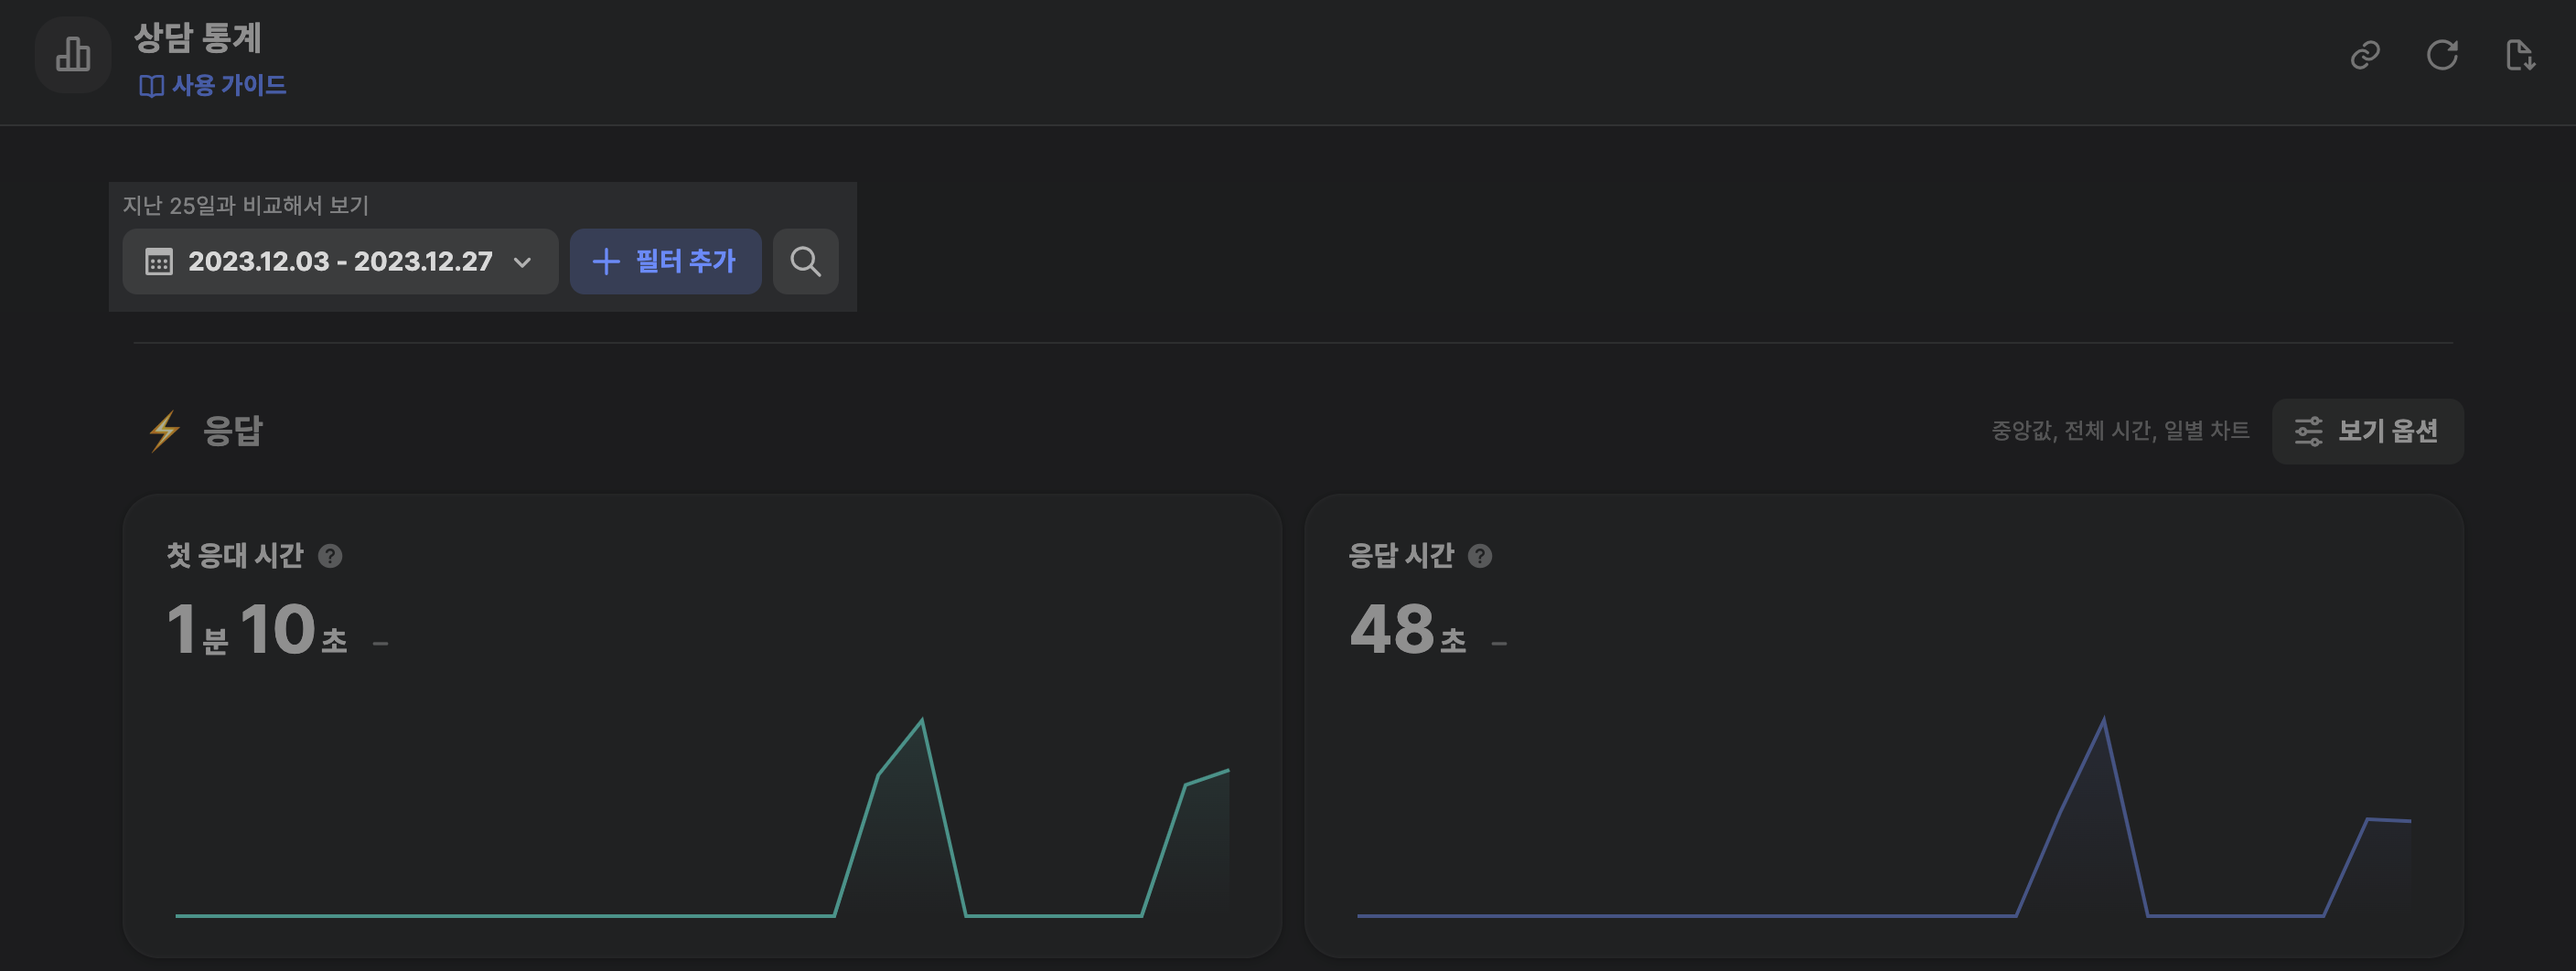 상담 통계
사용 가이드
지난 25일과 비교해서 보기
2023.12.03 - 2023.12.27
필터 추가
응답
중앙값, 전체 시간, 일별 차트
보기 옵션
첫 응대 시간 ?
1분 10초 –
응답 시간 ?
48초 –